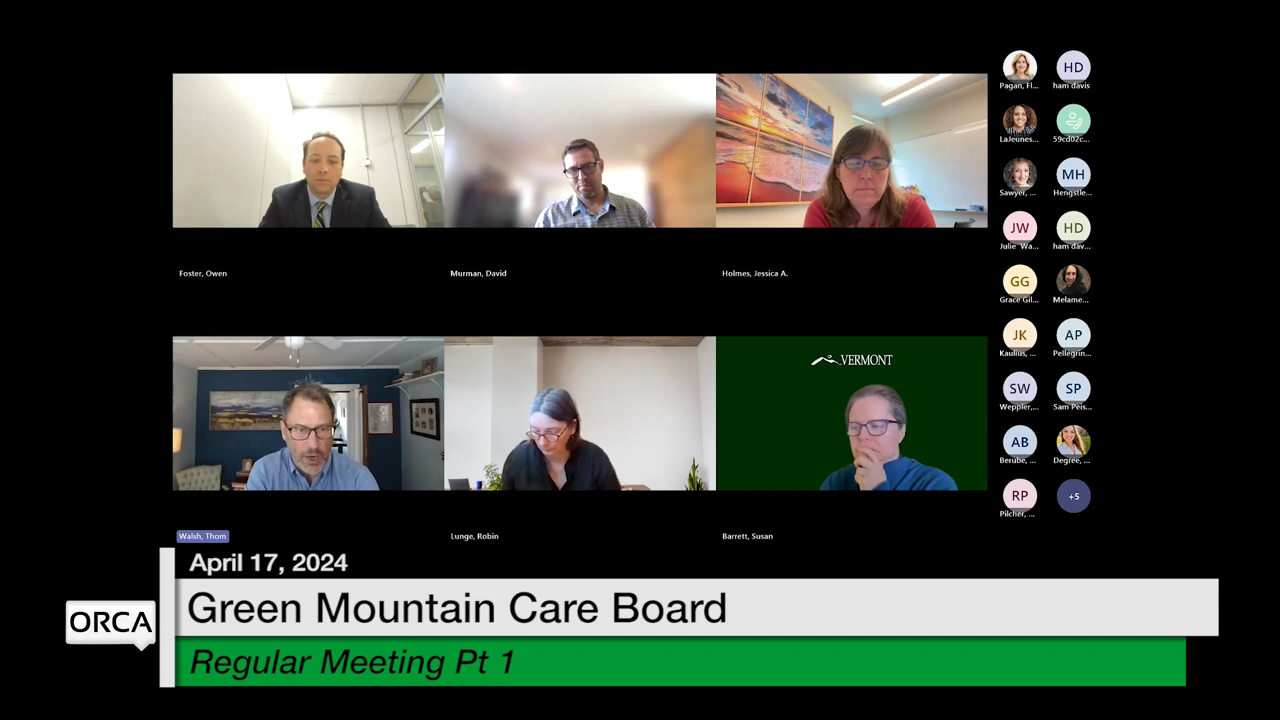 Pagan, Fl...
HD
ham davis
LaJeunes...
59cd02c...
Sawyer, ...
MH
Hengstle...
JW
Julie Wa...
HD
ham dav...
GG
Grace Gil...
Melame...
JK
Kaulius, ...
AP
Pellegrin...
SW
Weppler,...
SP
Sam Peis...
AB
Berube, ...
Degree, ...
RP
Pilcher, ...
+5
Foster, Owen
Murman, David
Holmes, Jessica A.
VERMONT
Walsh, Thom
Lunge, Robin
Barrett, Susan
April 17, 2024
ORCA
Green Mountain Care Board
Regular Meeting Pt 1